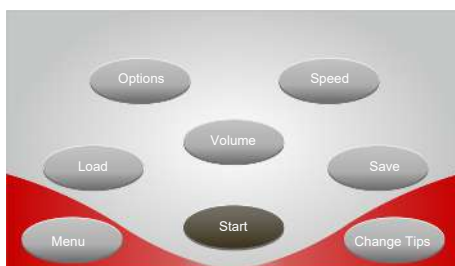 Options
Speed
Volume
Load
Save
Start
Menu
Change Tips